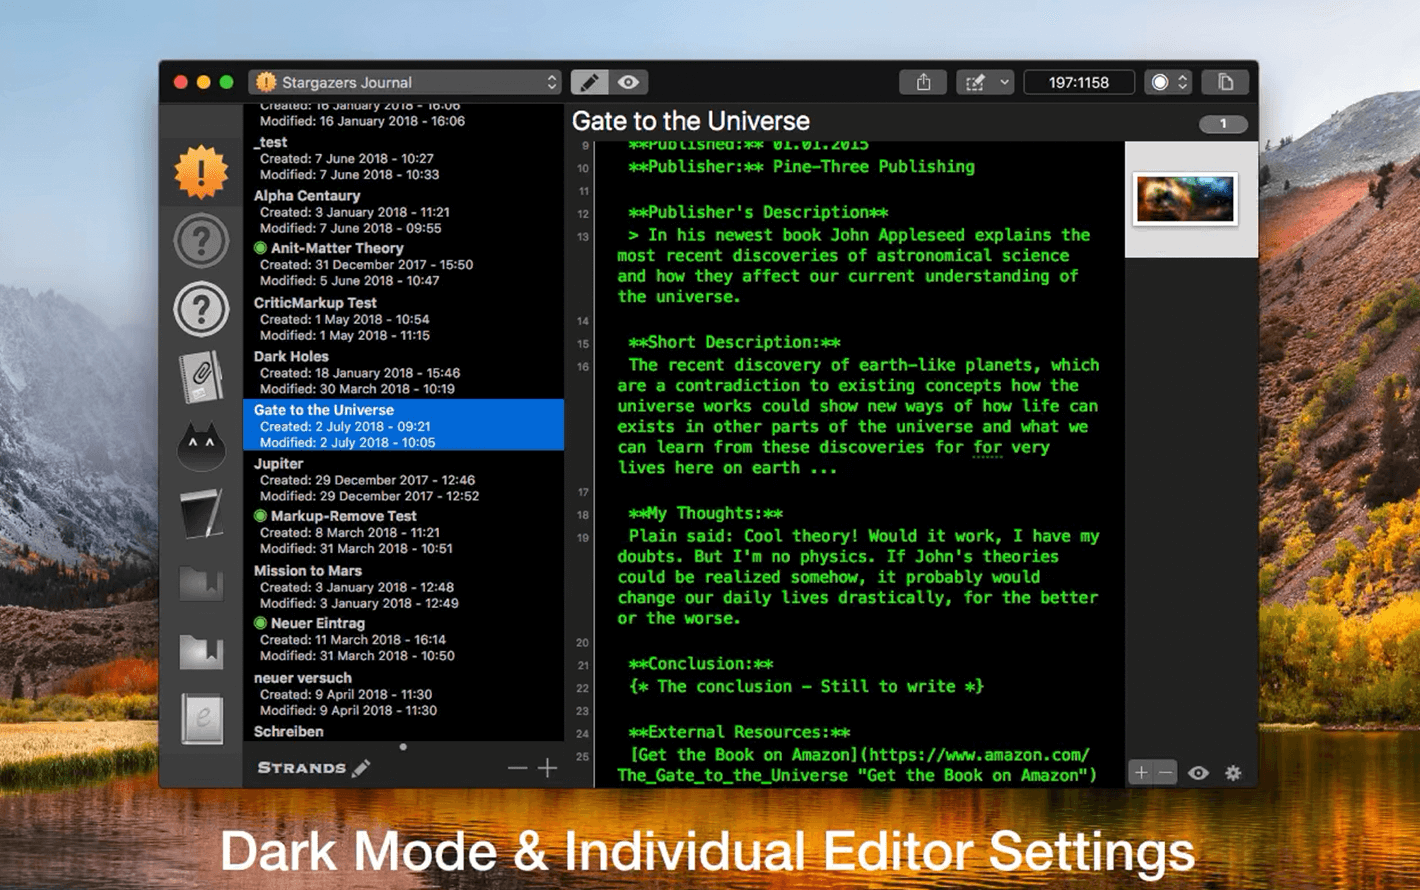 Stargazers Journal
197:1158
Created: 16 January 2018 - 16:06
Modified: 16 January 2018 - 16:06
_test
Created: 7 June 2018 - 10:27
Modified: 7 June 2018 - 10:33
Alpha Centaury
Created: 3 January 2018 - 11:21
Modified: 7 June 2018 - 09:55
Anit-Matter Theory
Created: 31 December 2017 - 15:50
Modified: 5 June 2018 - 10:47
CriticMarkup Test
Created: 1 May 2018 - 10:54
Modified: 1 May 2018 - 11:15
Dark Holes
Created: 18 January 2018 - 15:46
Modified: 30 March 2018 - 10:19
Gate to the Universe
Created: 2 July 2018 - 09:21
Modified: 2 July 2018 - 10:05
Jupiter
Created: 29 December 2017 - 12:46
Modified: 29 December 2017 - 12:52
Markup-Remove Test
Created: 8 March 2018 - 11:21
Modified: 31 March 2018 - 10:51
Mission to Mars
Created: 3 January 2018 - 12:48
Modified: 3 January 2018 - 12:49
Neuer Eintrag
Created: 11 March 2018 - 16:14
Modified: 31 March 2018 - 10:50
neuer versuch
Created: 9 April 2018 - 11:30
Modified: 9 April 2018 - 11:30
Schreiben
STRANDS
Gate to the Universe
1
9 **Published:** 01.01.2015
10 **Publisher:** Pine-Three Publishing
11
12 **Publisher's Description**
13 > In his newest book John Appleseed explains the
most recent discoveries of astronomical science
and how they affect our current understanding of
the universe.
14
15 **Short Description:**
16 The recent discovery of earth-like planets, which
are a contradiction to existing concepts how the
universe works could show new ways of how life can
exists in other parts of the universe and what we
can learn from these discoveries for for very
lives here on earth ...
17
18 **My Thoughts:**
19 Plain said: Cool theory! Would it work, I have my
doubts. But I'm no physics. If John's theories
could be realized somehow, it probably would
change our daily lives drastically, for the better
or the worse.
20
21 **Conclusion:**
22 {* The conclusion - Still to write *}
23
24 **External Resources:**
25 [Get the Book on Amazon](https://www.amazon.com/
The_Gate_to_the_Universe "Get the Book on Amazon")
Dark Mode & Individual Editor Settings